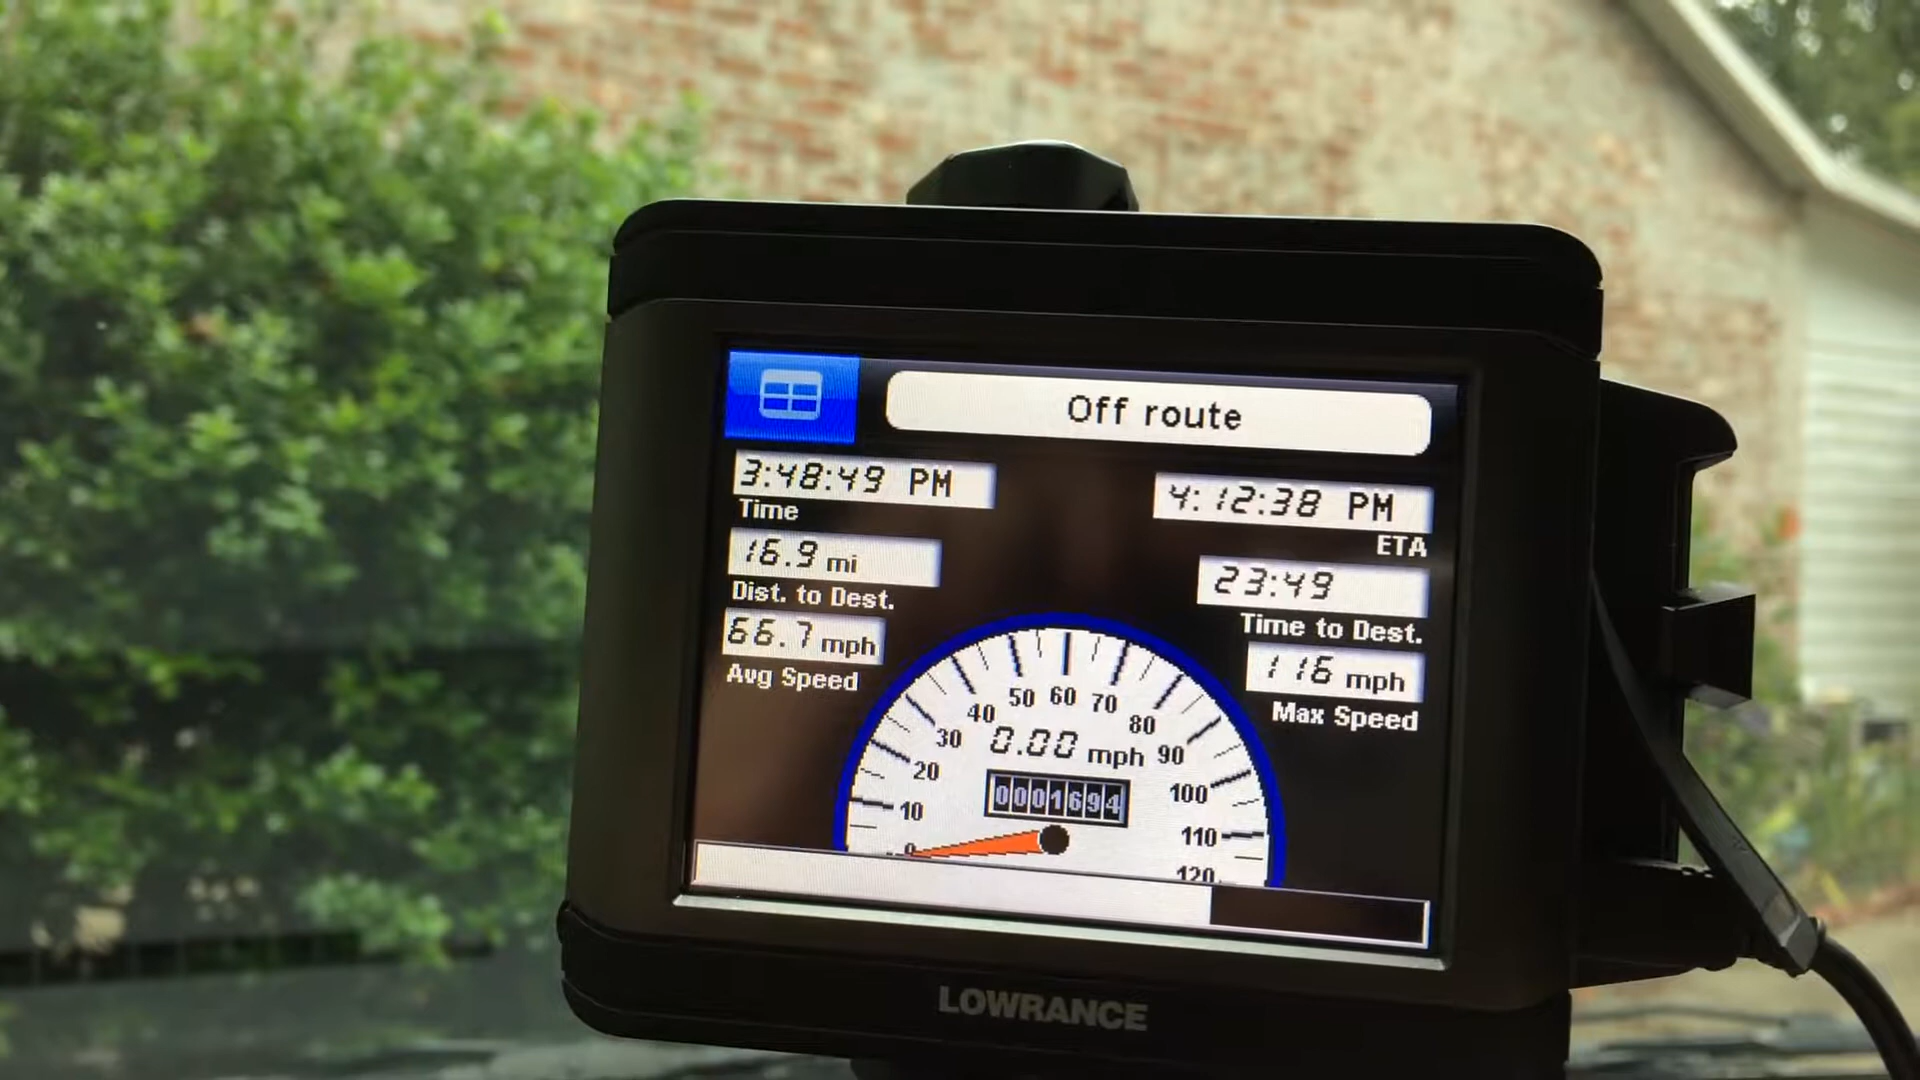 Off route
3:48:49 PM
Time
4:12:38 PM
ETA
16.9 mi
Dist. to Dest.
23:49
Time to Dest.
66.7 mph
Avg Speed
116 mph
Max Speed
0
10
20
30
40
50
60
70
80
90
100
110
120
0.00 mph
0001694
LOWRANCE